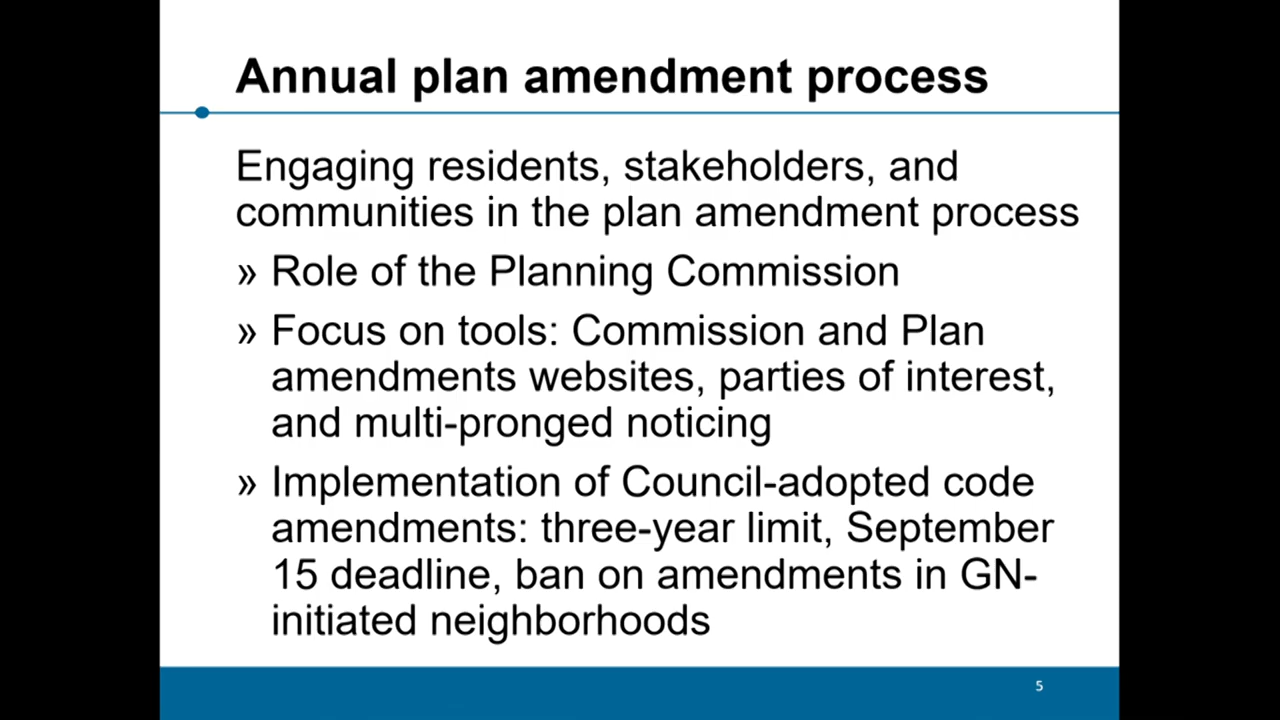 Annual plan amendment process
Engaging residents, stakeholders, and
communities in the plan amendment process
» Role of the Planning Commission
» Focus on tools: Commission and Plan
amendments websites, parties of interest,
and multi-pronged noticing
» Implementation of Council-adopted code
amendments: three-year limit, September
15 deadline, ban on amendments in GN-
initiated neighborhoods
5